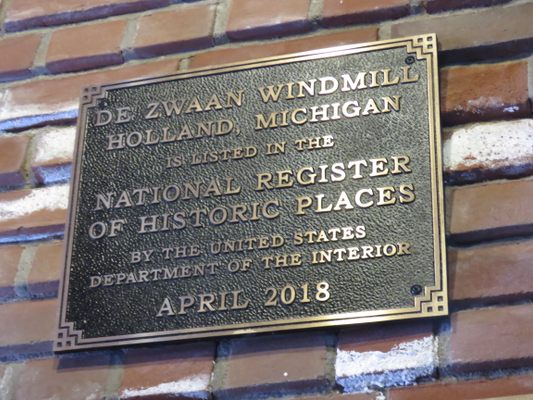 DE ZWAAN WINDMILL
HOLLAND, MICHIGAN
IS LISTED IN THE
NATIONAL REGISTER
OF HISTORIC PLACES
BY THE UNITED STATES
DEPARTMENT OF THE INTERIOR
APRIL 2018